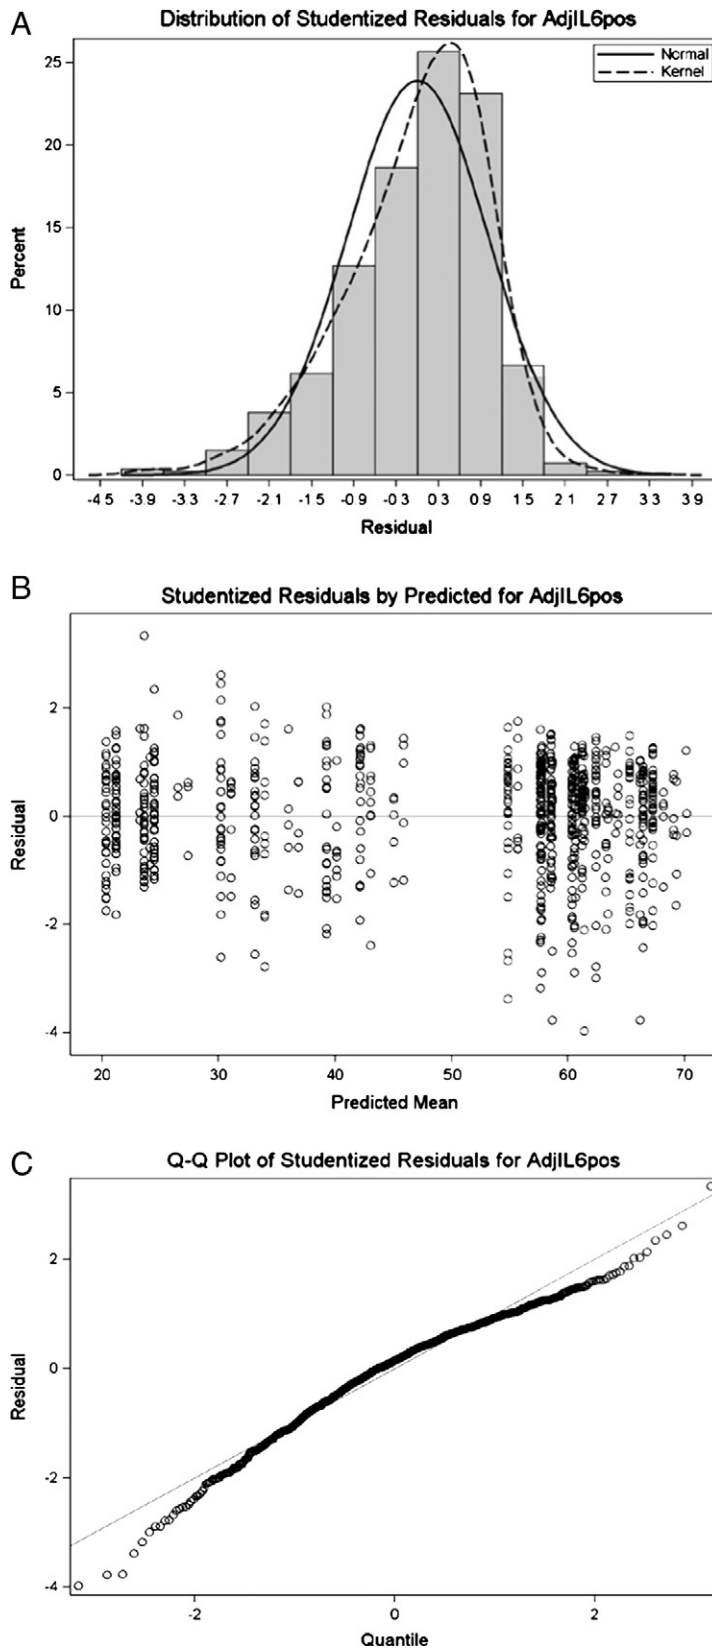 A
Distribution of Studentized Residuals for AdjIL6pos
Normal
Kernel
25
20
15
10
5
0
Percent
-4 5 -3 9 -3 3 -2 7 -2 1 -1 5 -0 9 -0 3 0 3 0 9 1 5 2 1 2 7 3 3 3 9
Residual
B
Studentized Residuals by Predicted for AdjIL6pos
2
0
-2
-4
Residual
20 30 40 50 60 70
Predicted Mean
C
Q-Q Plot of Studentized Residuals for AdjIL6pos
2
0
-2
-4
Residual
-2 0 2
Quantile